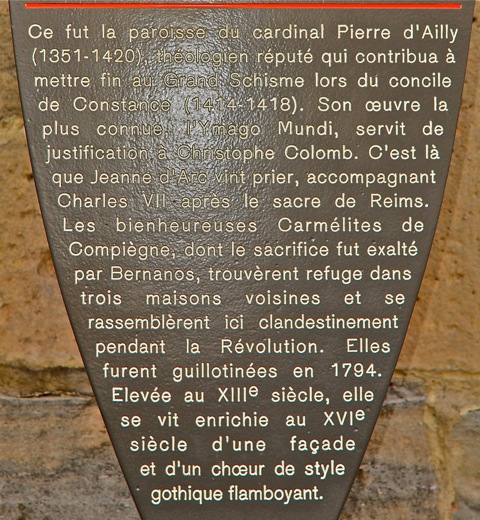 Ce fut la paroisse du cardinal Pierre d'Ailly
(1351-1420), théologien réputé qui contribua à
mettre fin au Grand Schisme lors du concile
de Constance (1414-1418). Son œuvre la
plus connue, l'Ymago Mundi, servit de
justification à Christophe Colomb. C'est là
que Jeanne d'Arc vint prier, accompagnant
Charles VII après le sacre de Reims.
Les bienheureuses Carmélites de
Compiègne, dont le sacrifice fut exalté
par Bernanos, trouvèrent refuge dans
trois maisons voisines et se
rassemblèrent ici clandestinement
pendant la Révolution. Elles
furent guillotinées en 1794.
Elevée au XIIIe siècle, elle
se vit enrichie au XVIe
siècle d'une façade
et d'un chœur de style
gothique flamboyant.